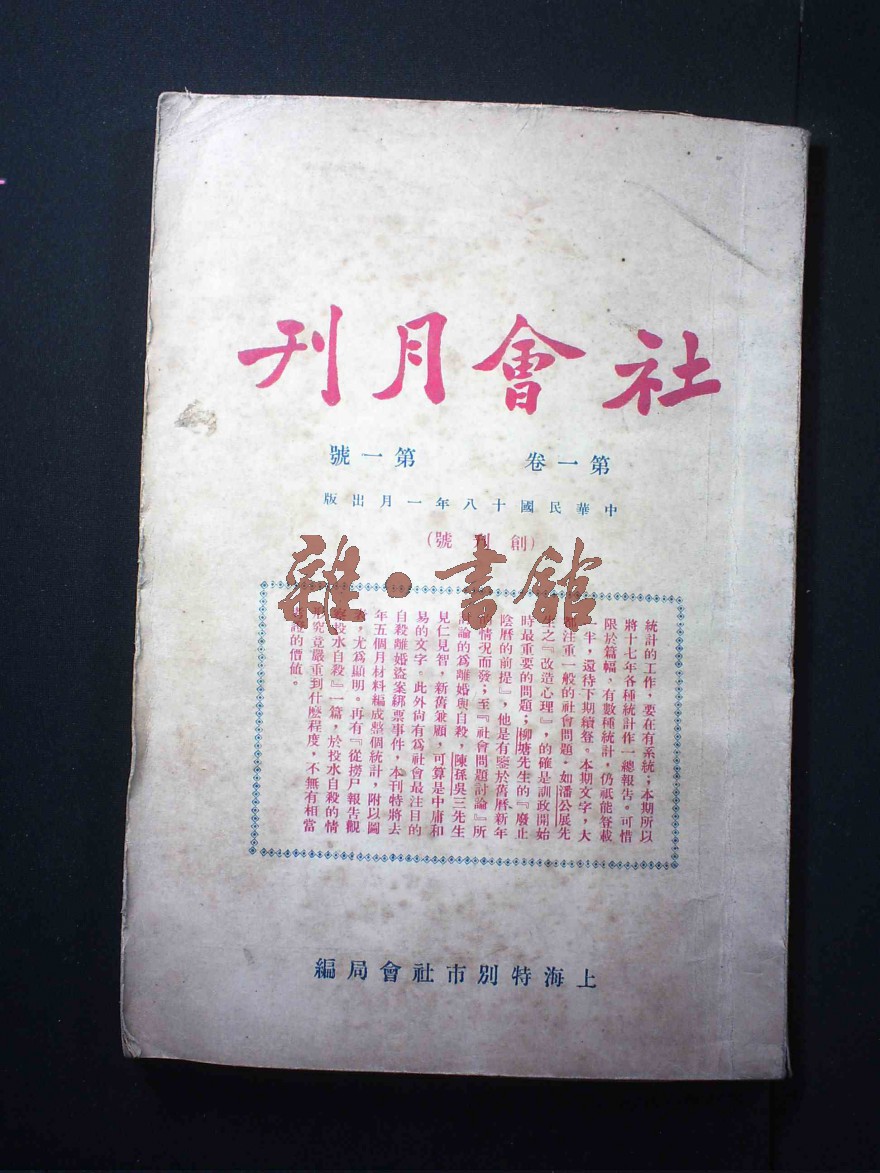 社會月刊
第一卷　第一號
中華民國十八年一月出版
(創刊號)
雜·書館
統計的工作，要在有系統；本期所以
將十七年各種統計作一總報告。可惜
限於篇幅，有數種統計，仍祇能登載
一半，還待下期續登。本期文字，大
注重一般的社會問題。如潘公展先
生之『改造心理』，的確是訓政開始
時最重要的問題；柳塘先生的『廢止
陰曆的前提』，他是有鑒於舊曆新年
情况而發；至『社會問題討論』所
討論的為離婚與自殺，陳孫吳三先生
見仁見智，新舊兼顧，可算是中庸和
易的文字。此外尚有為社會最注目的
自殺離婚盜案綁票事件，本刊特將去
年五個月材料編成整個統計，附以圖
，尤為顯明。再有『從撈尸報告觀
投水自殺』一篇，於投水自殺的情
究竟嚴重到什麽程度，不無有相當
的價值。
上海特別市社會局編